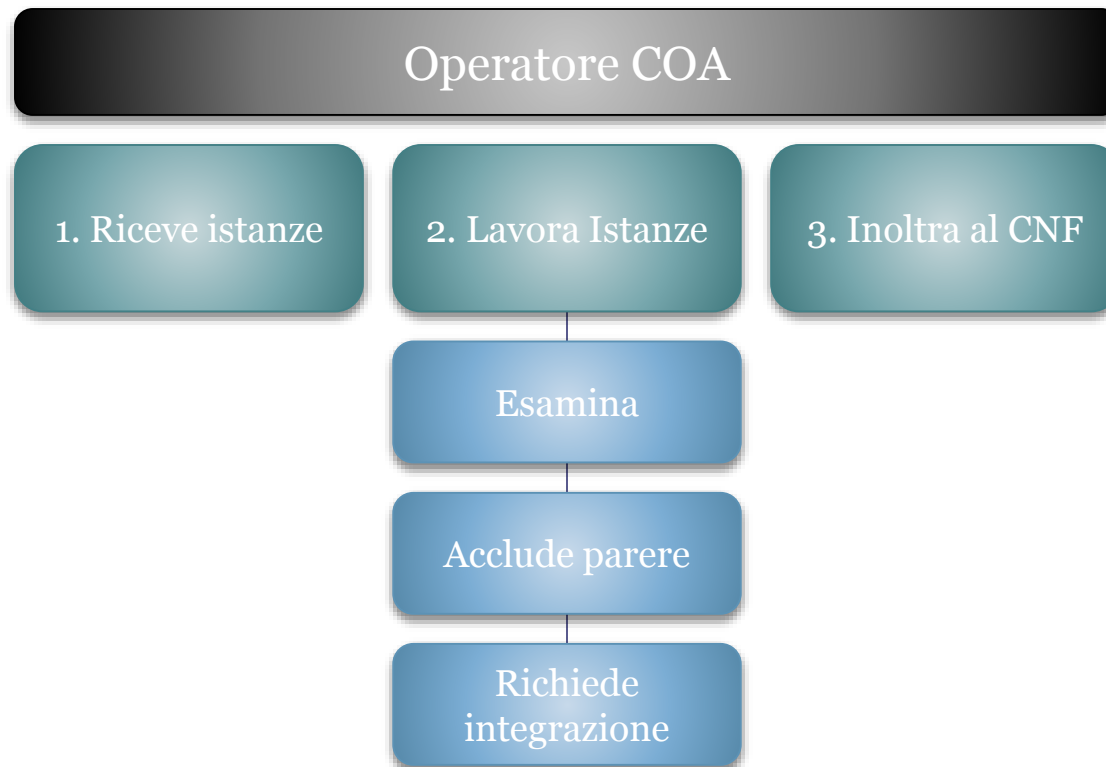 Operatore COA
1. Riceve istanze
2. Lavora Istanze
3. Inoltra al CNF
Esamina
Acclude parere
Richiede
integrazione